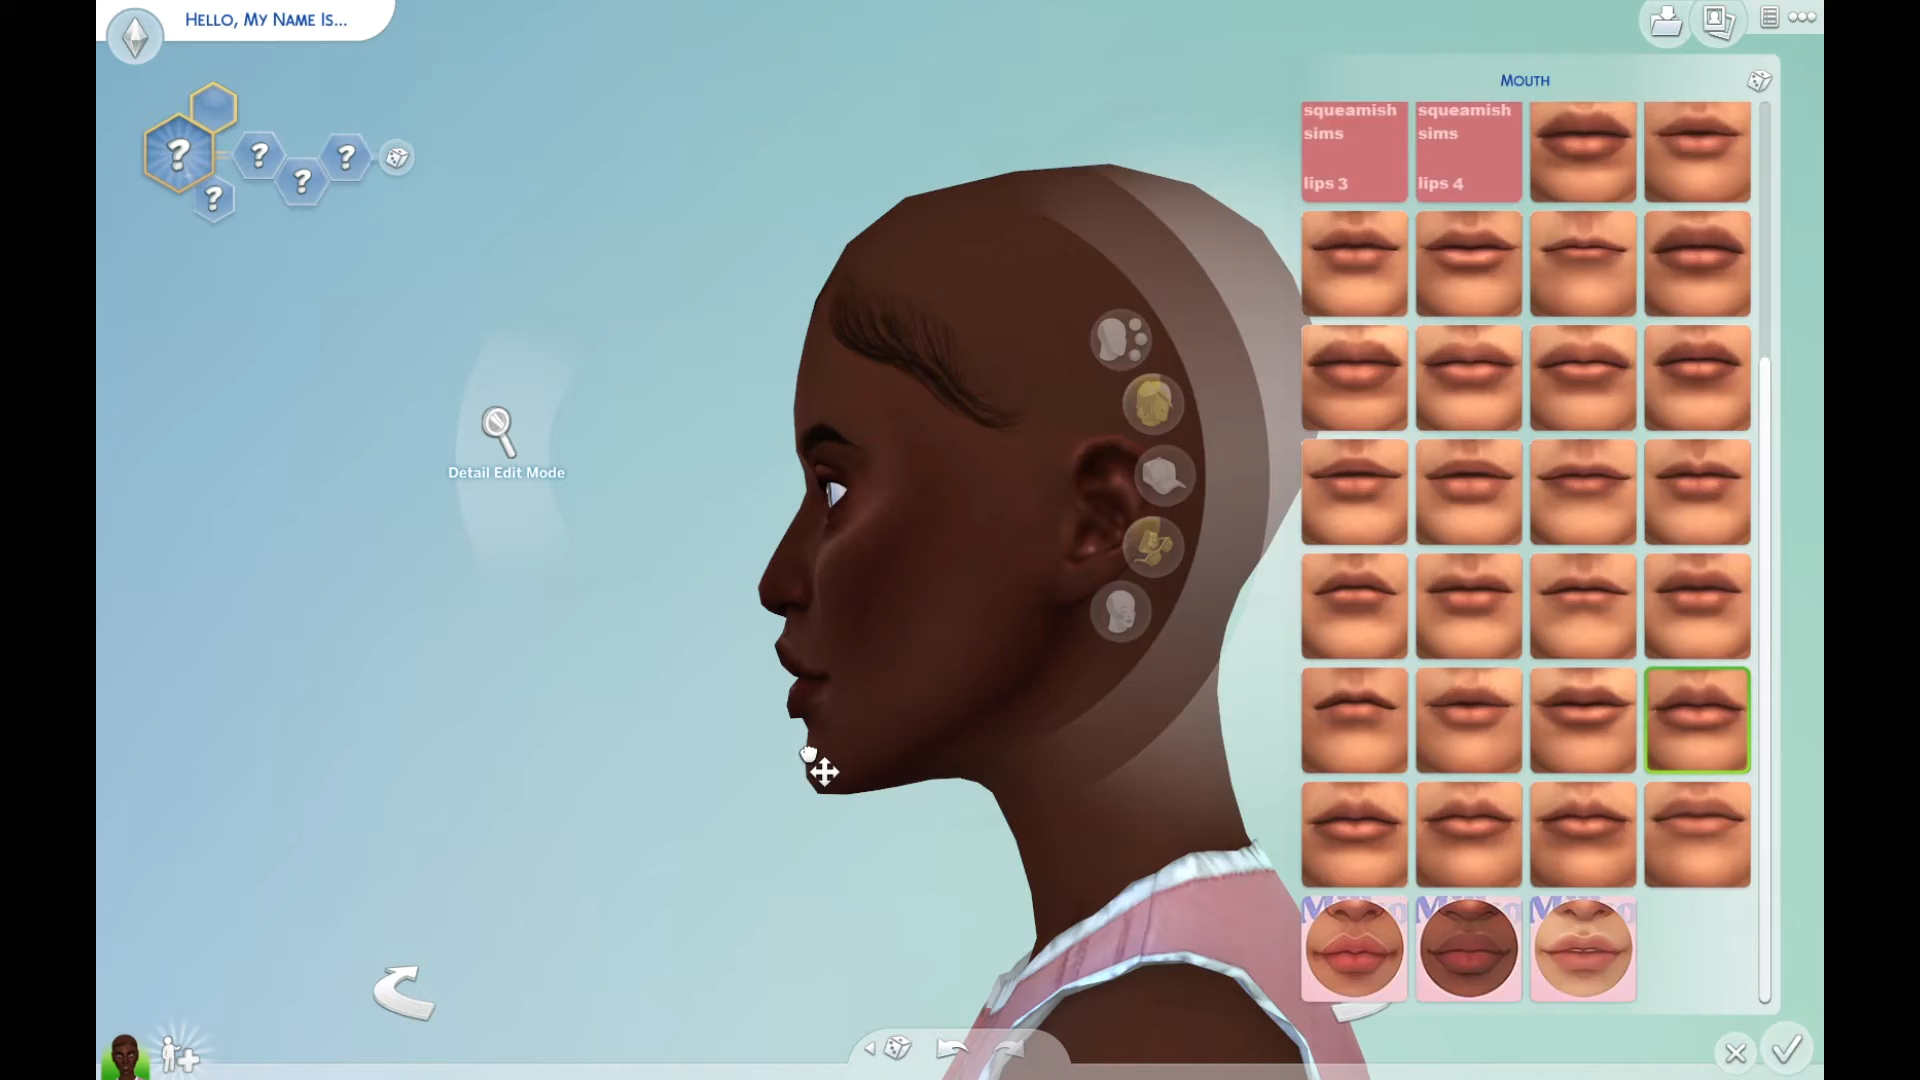 Hello, My Name Is...
Mouth
squeamish
sims
lips 3
squeamish
sims
lips 4
?
?
?
?
?
Detail Edit Mode